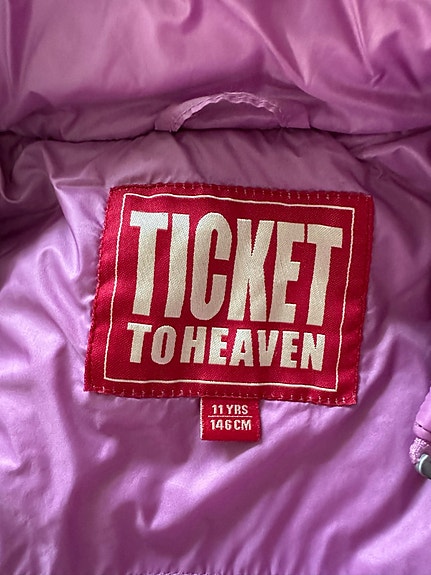 TICKET
TO HEAVEN
11 YRS
146 CM